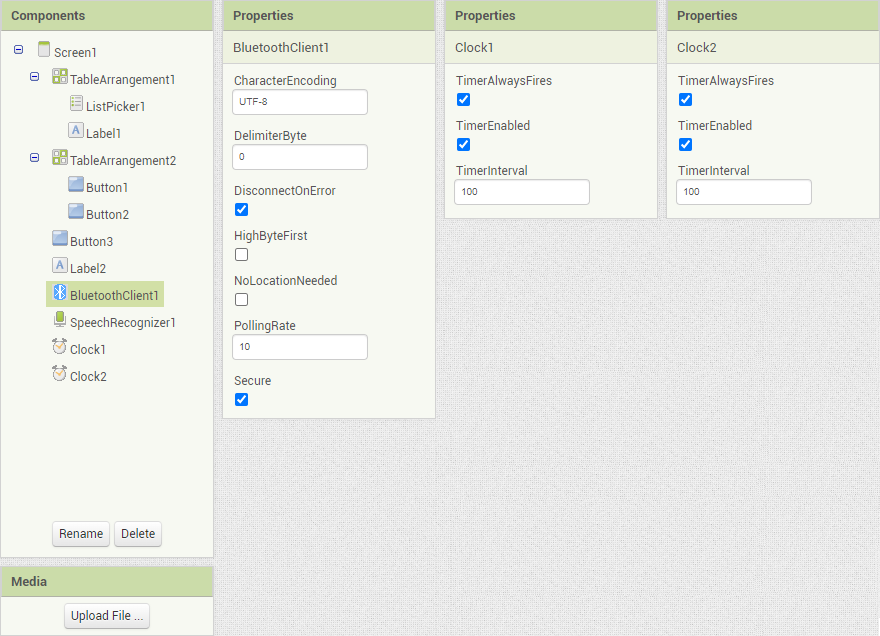 Components
Screen1
TableArrangement1
ListPicker1
A Label1
TableArrangement2
Button1
Button2
Button3
A Label2
BluetoothClient1
SpeechRecognizer1
Clock1
Clock2
Rename Delete
Media
Upload File ...
Properties
BluetoothClient1
CharacterEncoding
UTF-8
DelimiterByte
0
DisconnectOnError
HighByteFirst
NoLocationNeeded
PollingRate
10
Secure
Properties
Clock1
TimerAlwaysFires
TimerEnabled
TimerInterval
100
Properties
Clock2
TimerAlwaysFires
TimerEnabled
TimerInterval
100